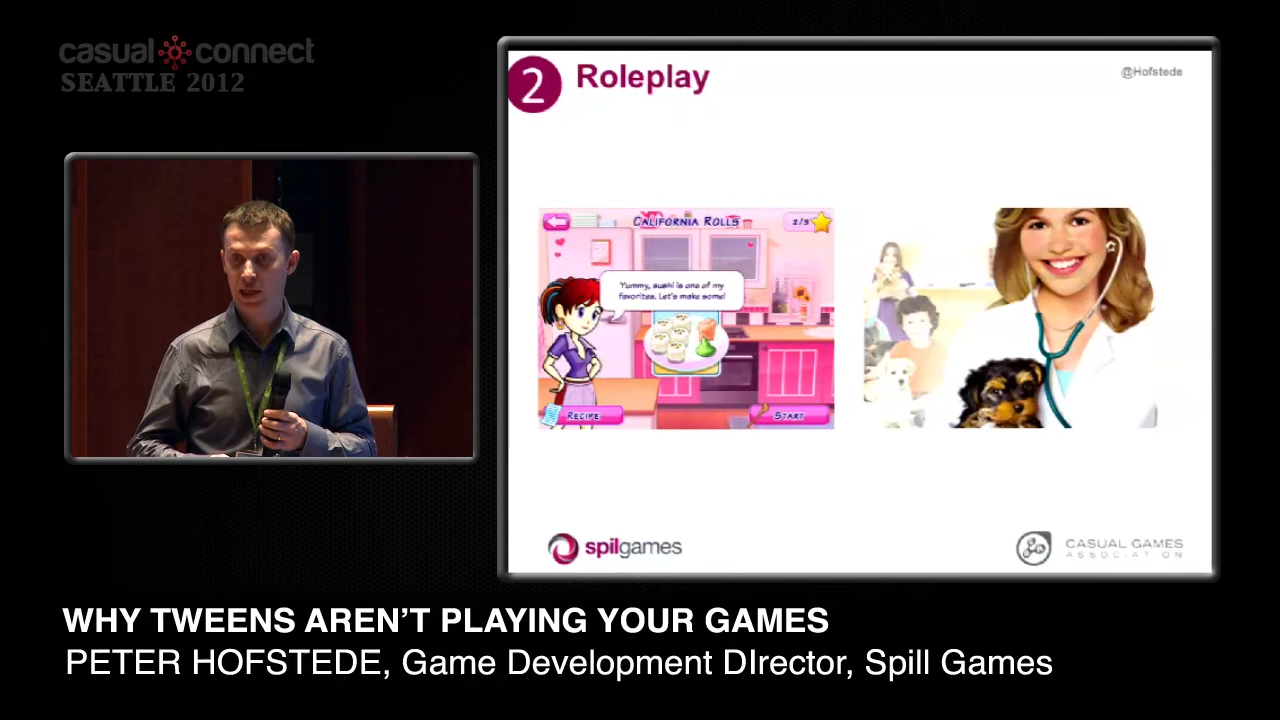 casual connect
SEATTLE 2012
2 Roleplay
@Hofstede
CALIFORNIA ROLLS
2/3
Yummy, sushi is one of my
favorites. Let's make some!
RECIPE
START
spilgames
CASUAL GAMES
ASSOCIATION
WHY TWEENS AREN'T PLAYING YOUR GAMES
PETER HOFSTEDE, Game Development DIrector, Spill Games